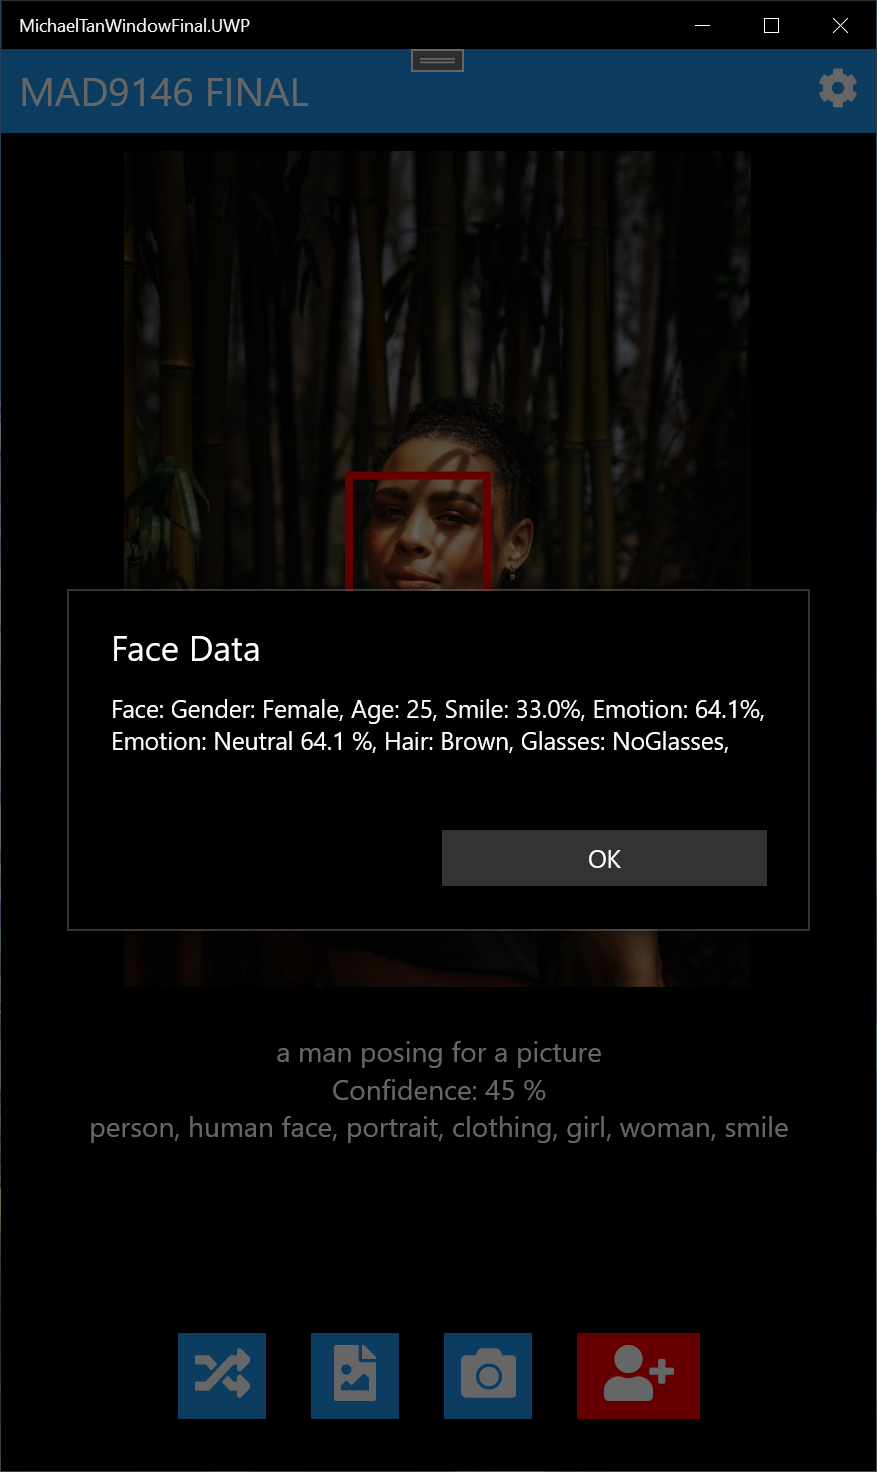 MichaelTanWindowFinal.UWP
MAD9146 FINAL
Face Data
Face: Gender: Female, Age: 25, Smile: 33.0%, Emotion: 64.1%,
Emotion: Neutral 64.1 %, Hair: Brown, Glasses: NoGlasses,
OK
a man posing for a picture
Confidence: 45 %
person, human face, portrait, clothing, girl, woman, smile